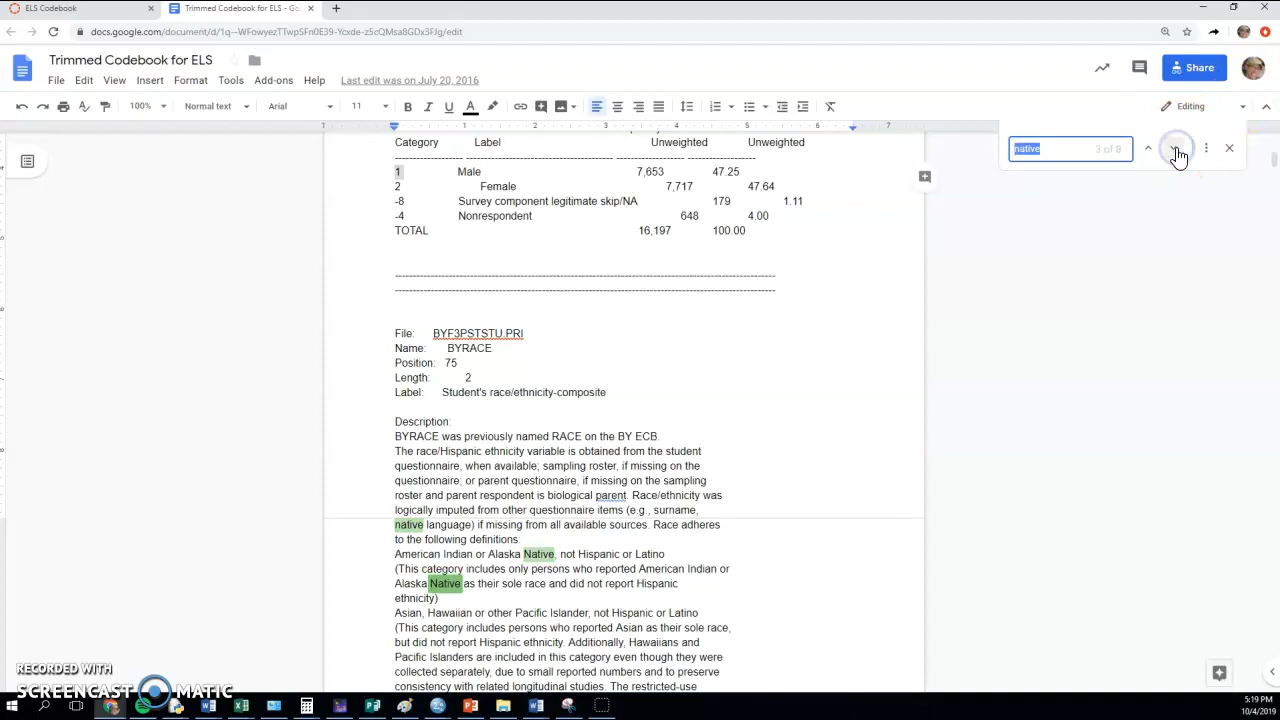 ELS Codebook
Trimmed Codebook for ELS - Go
docs.google.com/document/d/1q--WFowyezTTwpSFn0E39-Ycxde-z5cQMsa8GDx3FJg/edit
Trimmed Codebook for ELS
File Edit View Insert Format Tools Add-ons Help Last edit was on July 20, 2016
Share
100% Normal text Arial 11 Editing
1 1 2 3 4 5 6 7
native 3 of 8
Category Label Unweighted Unweighted
------------------- --------------------------------------- ----------------- -------------------
1 Male 7,653 47.25
2 Female 7,717 47.64
-8 Survey component legitimate skip/NA 179 1.11
-4 Nonrespondent 648 4.00
TOTAL 16,197 100.00
File: BYF3PSTSTU.PRI
Name: BYRACE
Position: 75
Length: 2
Label: Student's race/ethnicity-composite
Description:
BYRACE was previously named RACE on the BY ECB.
The race/Hispanic ethnicity variable is obtained from the student
questionnaire, when available; sampling roster, if missing on the
questionnaire; or parent questionnaire, if missing on the sampling
roster and parent respondent is biological parent. Race/ethnicity was
logically imputed from other questionnaire items (e.g., surname,
native language) if missing from all available sources. Race adheres
to the following definitions:
American Indian or Alaska Native, not Hispanic or Latino
(This category includes only persons who reported American Indian or
Alaska Native as their sole race and did not report Hispanic
ethnicity)
Asian, Hawaiian or other Pacific Islander, not Hispanic or Latino
(This category includes persons who reported Asian as their sole race,
but did not report Hispanic ethnicity. Additionally, Hawaiians and
Pacific Islanders are included in this category even though they were
collected separately, due to small reported numbers and to preserve
consistency with related longitudinal studies. The restricted-use
RECORDED WITH
SCREENCAST MATIC
5:19 PM
10/4/2019